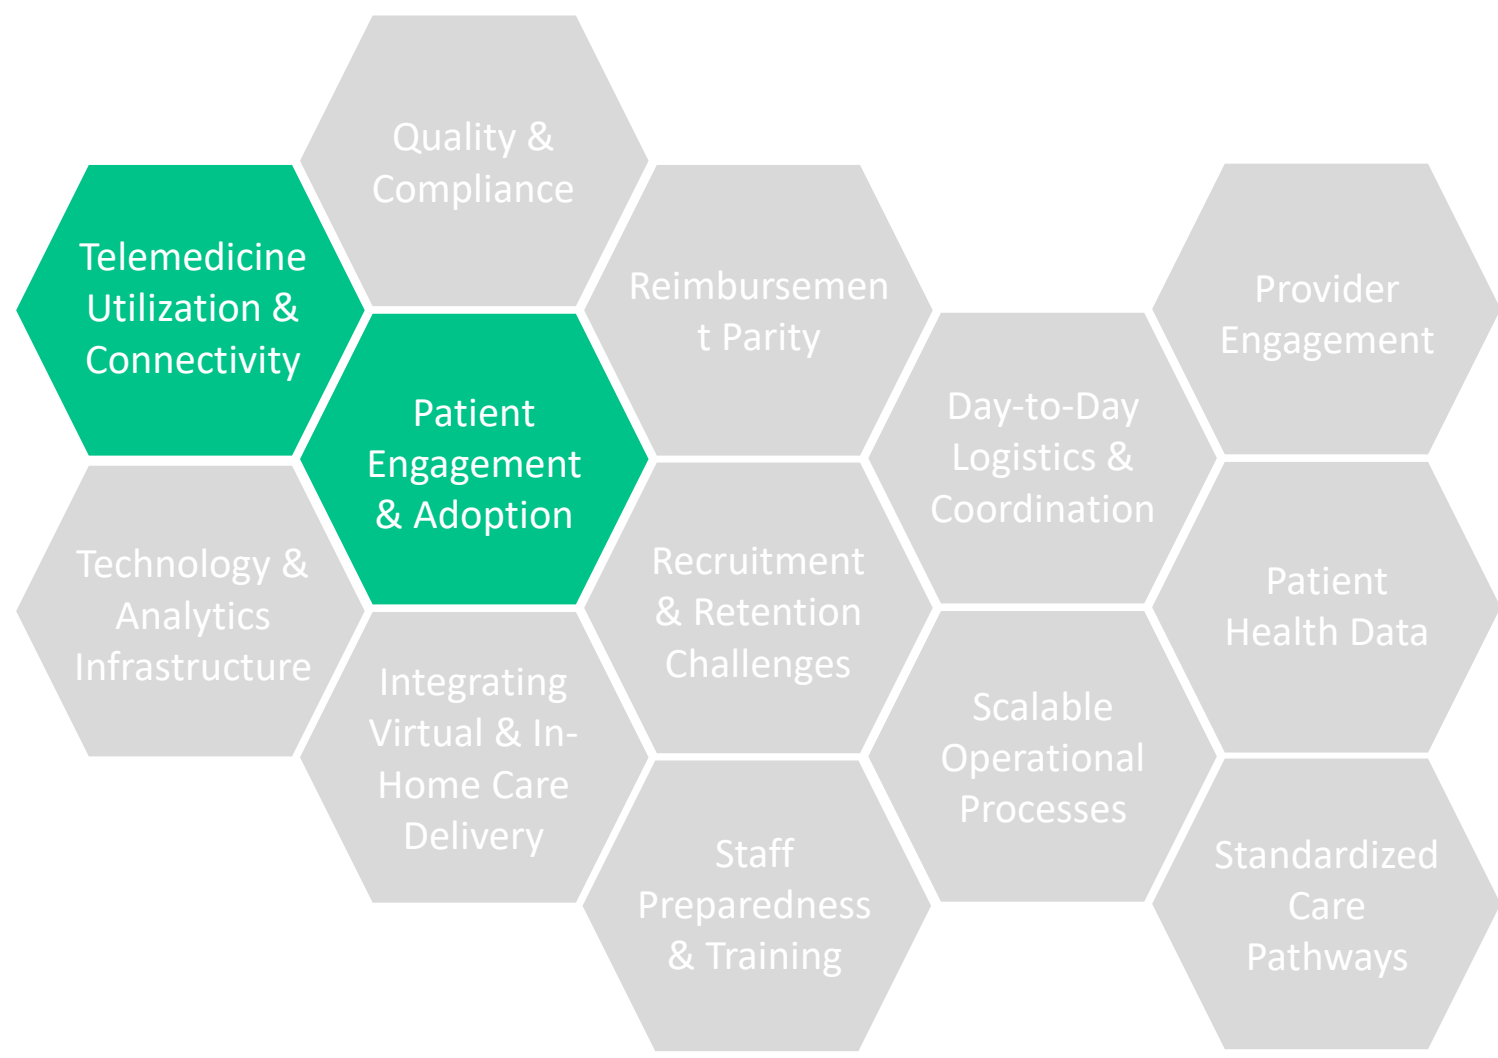 Quality &
Compliance
Telemedicine
Utilization &
Connectivity
Reimbursemen
t Parity
Provider
Engagement
Patient
Engagement
& Adoption
Day-to-Day
Logistics &
Coordination
Technology &
Analytics
Infrastructure
Recruitment
& Retention
Challenges
Patient
Health Data
Integrating
Virtual & In-
Home Care
Delivery
Scalable
Operational
Processes
Staff
Preparedness
& Training
Standardized
Care
Pathways